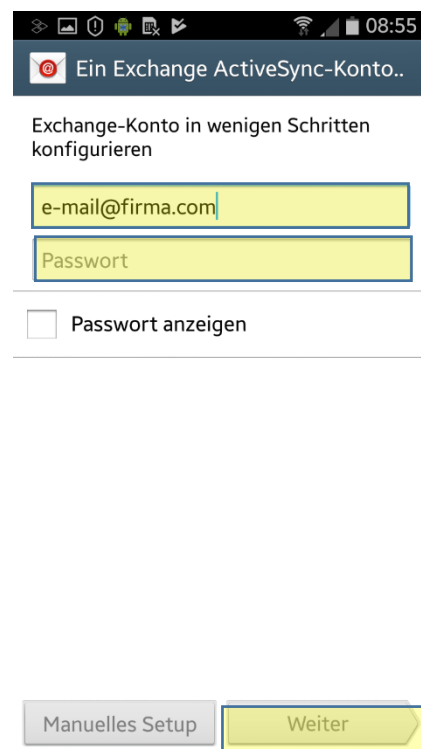 08:55
Ein Exchange ActiveSync-Konto..
Exchange-Konto in wenigen Schritten
konfigurieren
e-mail@firma.com
Passwort
Passwort anzeigen
Manuelles Setup
Weiter